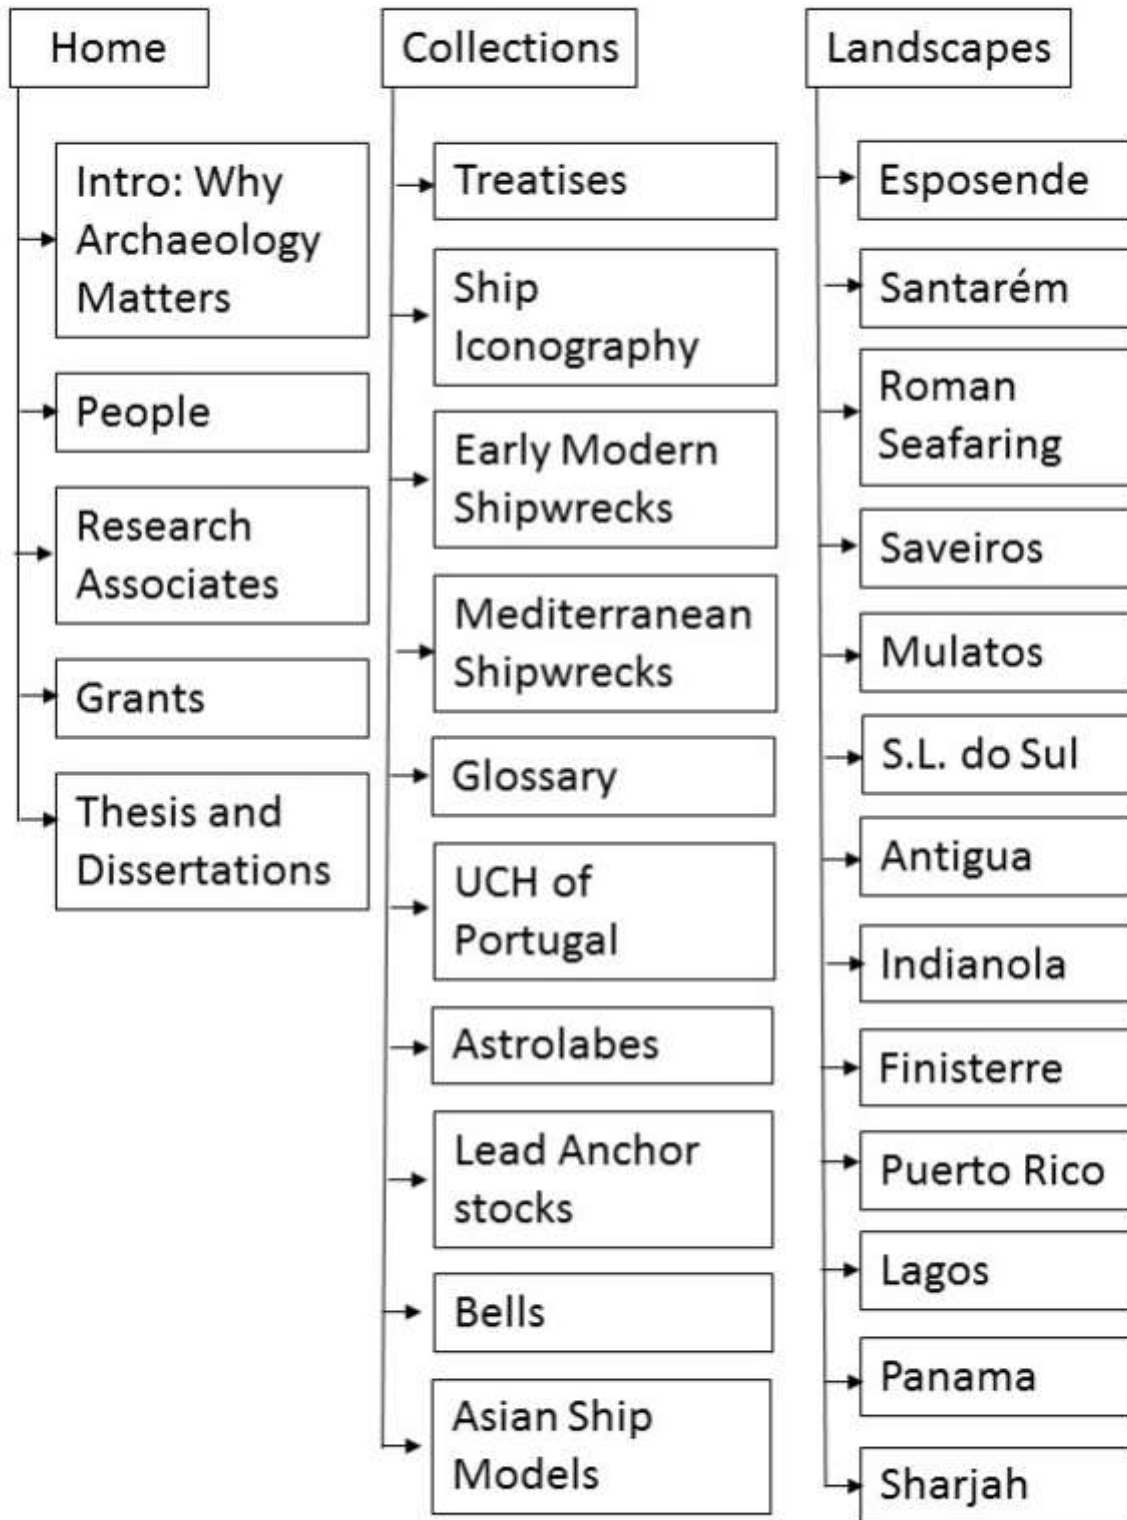 Home
Intro: Why
Archaeology
Matters
People
Research
Associates
Grants
Thesis and
Dissertations
Collections
Treatises
Ship
Iconography
Early Modern
Shipwrecks
Mediterranean
Shipwrecks
Glossary
UCH of
Portugal
Astrolabes
Lead Anchor
stocks
Bells
Asian Ship
Models
Landscapes
Esposende
Santarém
Roman
Seafaring
Saveiros
Mulatos
S.L. do Sul
Antigua
Indianola
Finisterre
Puerto Rico
Lagos
Panama
Sharjah